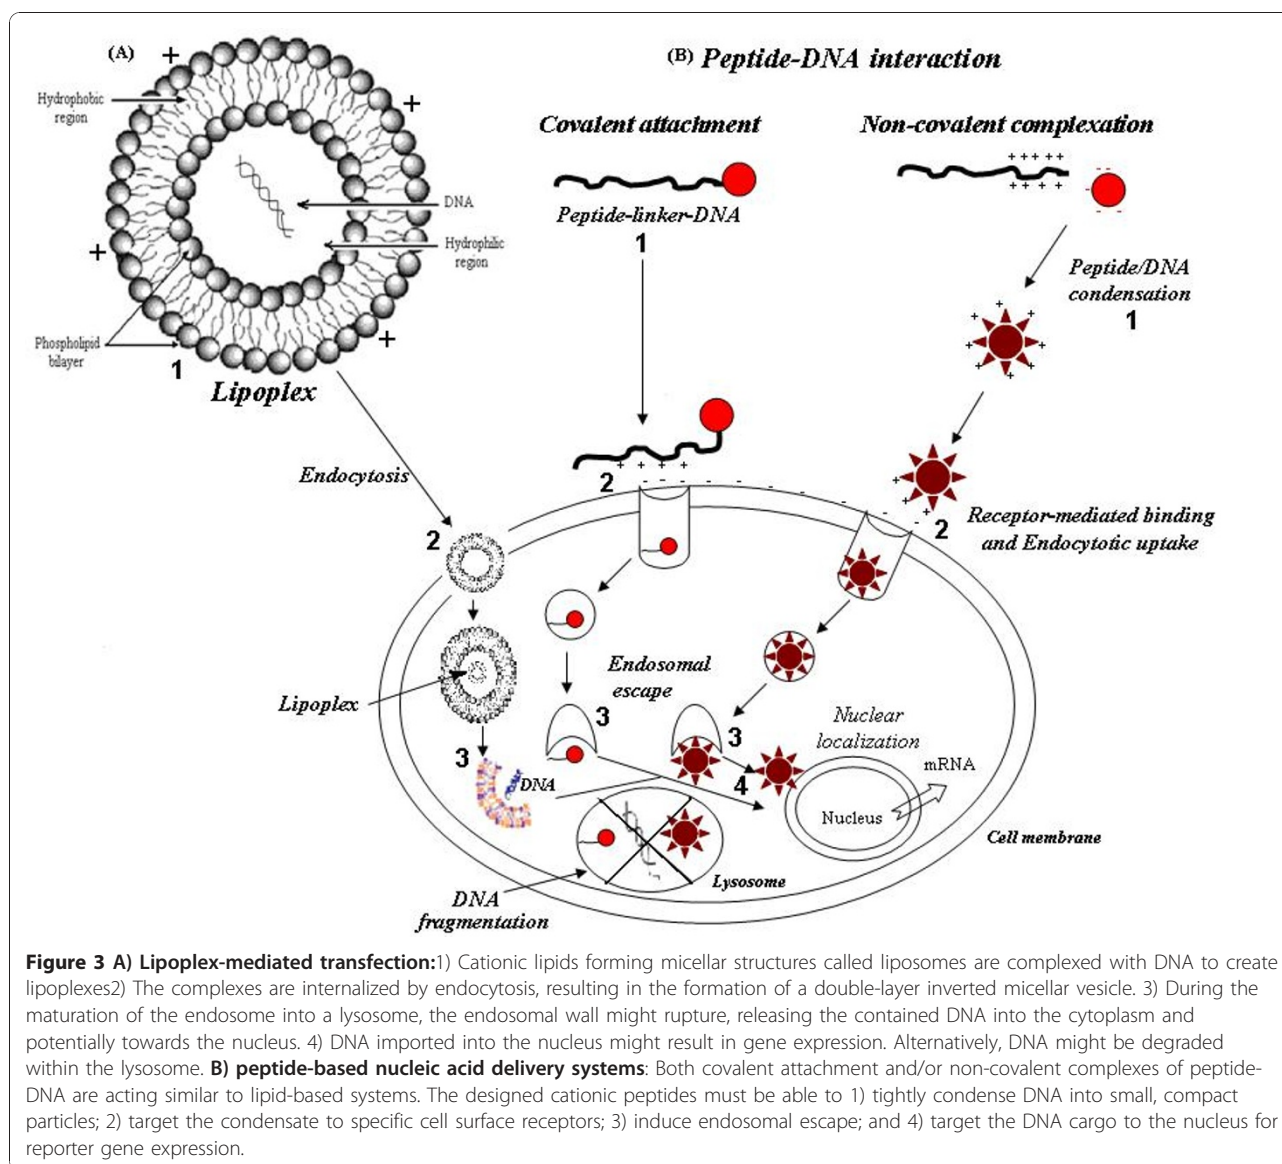 (A)
+
+
+
+
Hydrophobic
region
DNA
Hydrophilic
region
Phospholipid
bilayer
1
Lipoplex
(B) Peptide-DNA interaction
Covalent attachment
Non-covalent complexation
+ + + + +
+ + + +
- -
-
- -
Peptide-linker-DNA
1
Peptide/DNA
condensation
1
Endocytosis
+ + + +
2
2
2
Receptor-mediated binding
and Endocytotic uptake
Endosomal
escape
Lipoplex
3
3
3
4
DNA
Nuclear
localization
mRNA
Nucleus
Cell membrane
Lysosome
DNA
fragmentation
Figure 3 A) Lipoplex-mediated transfection:1) Cationic lipids forming micellar structures called liposomes are complexed with DNA to create
lipoplexes2) The complexes are internalized by endocytosis, resulting in the formation of a double-layer inverted micellar vesicle. 3) During the
maturation of the endosome into a lysosome, the endosomal wall might rupture, releasing the contained DNA into the cytoplasm and
potentially towards the nucleus. 4) DNA imported into the nucleus might result in gene expression. Alternatively, DNA might be degraded
within the lysosome. B) peptide-based nucleic acid delivery systems: Both covalent attachment and/or non-covalent complexes of peptide-
DNA are acting similar to lipid-based systems. The designed cationic peptides must be able to 1) tightly condense DNA into small, compact
particles; 2) target the condensate to specific cell surface receptors; 3) induce endosomal escape; and 4) target the DNA cargo to the nucleus for
reporter gene expression.